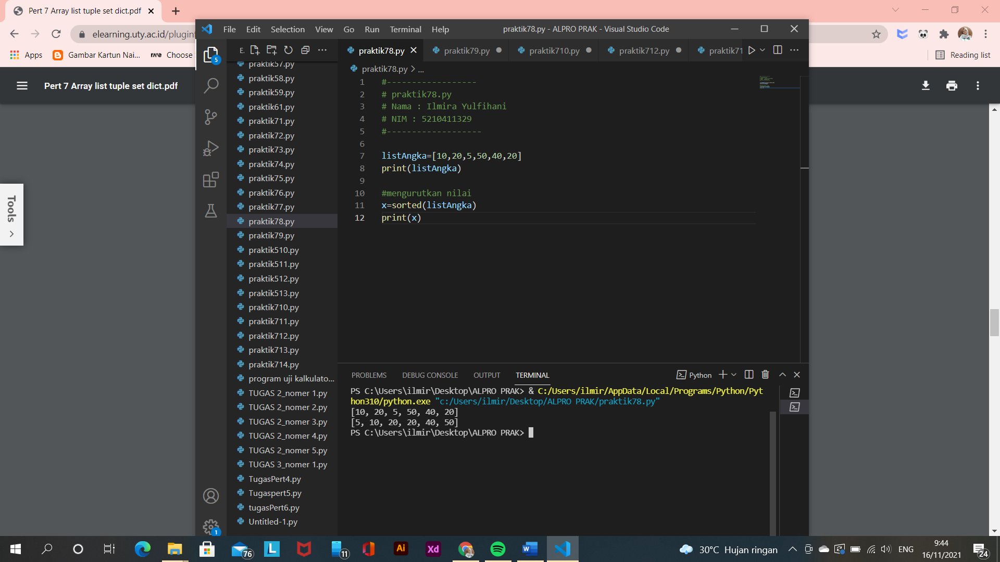 Pert 7 Array list tuple set dict.pdf
elearning.uty.ac.id/pluginf
Apps
Gambar Kartun Nai...
rave
Choose
Reading list
Pert 7 Array list tuple set dict.pdf
Tools
File Edit Selection View Go Run Terminal Help
praktik78.py - ALPRO PRAK - Visual Studio Code
5
E.
praktik78.py
praktik79.py
praktik710.py
praktik712.py
praktik71
praktik78.py > ...
praktik57.py
praktik58.py
praktik59.py
praktik61.py
praktik71.py
praktik72.py
praktik73.py
praktik74.py
praktik75.py
praktik76.py
praktik77.py
praktik78.py
praktik79.py
praktik510.py
praktik511.py
praktik512.py
praktik513.py
praktik710.py
praktik711.py
praktik712.py
praktik713.py
praktik714.py
program uji kalkulato...
TUGAS 2_nomer 1.py
TUGAS 2_nomer 2.py
TUGAS 2_nomer 3.py
TUGAS 2_nomer 4.py
TUGAS 2_nomer 5.py
TUGAS 3_nomer 1.py
TugasPert4.py
Tugaspert5.py
tugasPert6.py
Untitled-1.py
1
1 #------------------
2 # praktik78.py
3 # Nama : Ilmira Yulfihani
4 # NIM : 5210411329
5 #-------------------
6
7 listAngka=[10,20,5,50,40,20]
8 print(listAngka)
9
10 #mengurutkan nilai
11 x=sorted(listAngka)
12 print(x)
PROBLEMS DEBUG CONSOLE OUTPUT TERMINAL
Python
PS C:\Users\ilmir\Desktop\ALPRO PRAK> & C:/Users/ilmir/AppData/Local/Programs/Python/Pyt
hon310/python.exe "c:/Users/ilmir/Desktop/ALPRO PRAK/praktik78.py"
[10, 20, 5, 50, 40, 20]
[5, 10, 20, 20, 40, 50]
PS C:\Users\ilmir\Desktop\ALPRO PRAK>
76
L
11
Ai
Xd
W
30°C Hujan ringan
ENG
9:44
16/11/2021
24